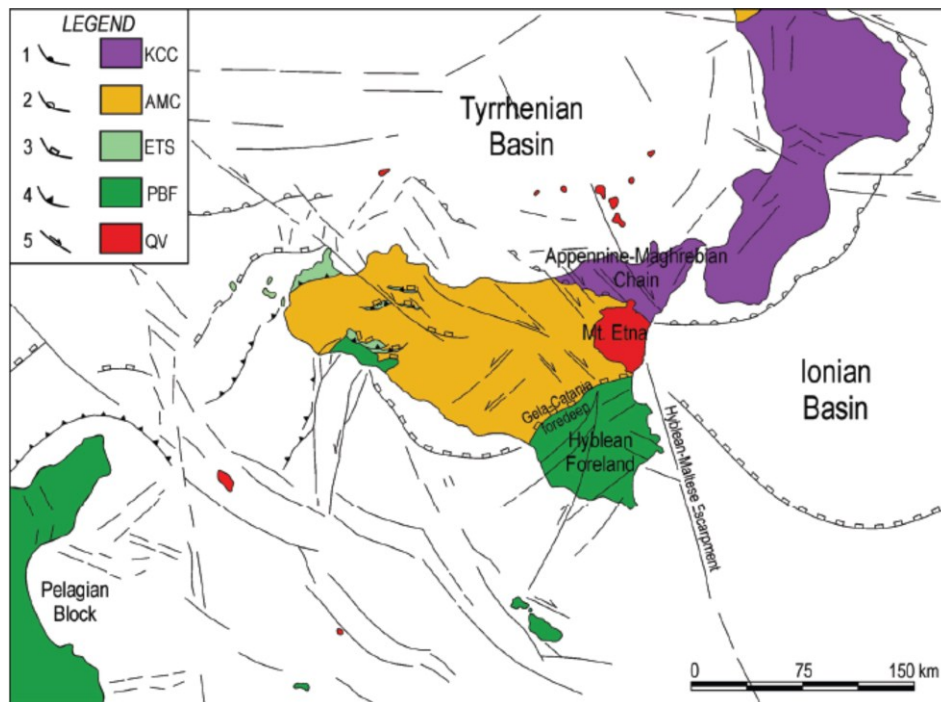 LEGEND
1 KCC
2 AMC
3 ETS
4 PBF
5 QV
Tyrrhenian
Basin
Appennine-Maghrebian
Chain
Mt. Etna
Ionian
Basin
Gela-Catania
foredeep
Hyblean
Foreland
Hyblean-Maltese Escarpment
Pelagian
Block
0 75 150 km